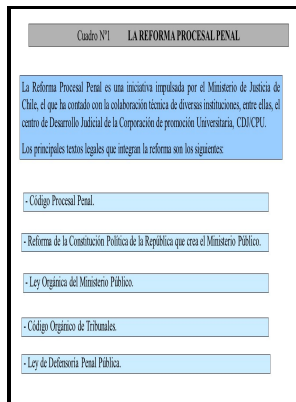 Cuadro N°1 LA REFORMA PROCESAL PENAL
La Reforma Procesal Penal es una iniciativa impulsada por el Ministerio de Justicia de
Chile, el que ha contado con la colaboración técnica de diversas instituciones, entre ellas, el
centro de Desarrollo Judicial de la Corporación de promoción Universitaria, CDJ/CPU.
Los principales textos legales que integran la reforma son los siguientes:
- Código Procesal Penal.
- Reforma de la Constitución Política de la República que crea el Ministerio Público.
- Ley Orgánica del Ministerio Público.
- Código Orgánico de Tribunales.
- Ley de Defensoría Penal Pública.